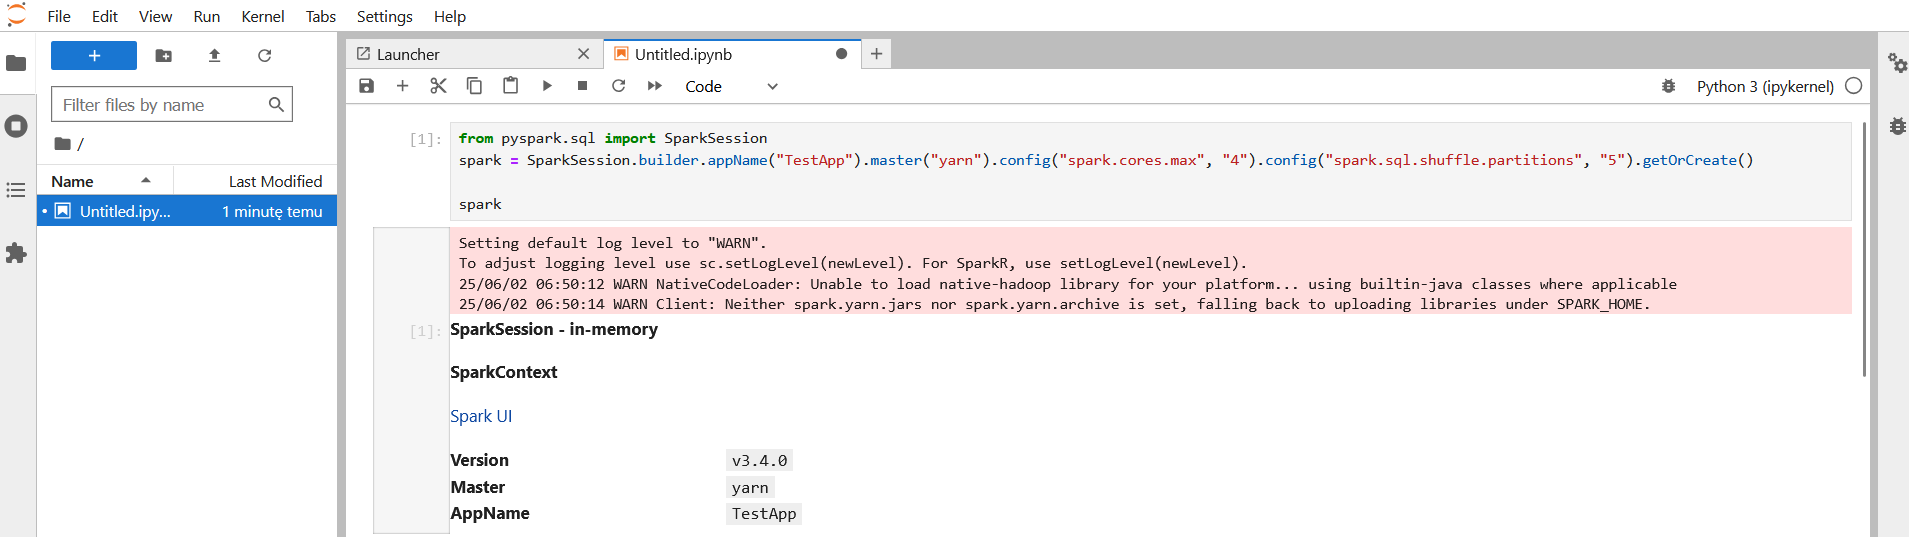 File Edit View Run Kernel Tabs Settings Help
Launcher
Untitled.ipynb
Code
Python 3 (ipykernel)
Filter files by name
/
Name Last Modified
Untitled.ipy... 1 minutę temu
[1]:
from pyspark.sql import SparkSession
spark = SparkSession.builder.appName("TestApp").master("yarn").config("spark.cores.max", "4").config("spark.sql.shuffle.partitions", "5").getOrCreate()
spark
Setting default log level to "WARN".
To adjust logging level use sc.setLogLevel(newLevel). For SparkR, use setLogLevel(newLevel).
25/06/02 06:50:12 WARN NativeCodeLoader: Unable to load native-hadoop library for your platform... using builtin-java classes where applicable
25/06/02 06:50:14 WARN Client: Neither spark.yarn.jars nor spark.yarn.archive is set, falling back to uploading libraries under SPARK_HOME.
[1]:
SparkSession - in-memory
SparkContext
Spark UI
Version v3.4.0
Master yarn
AppName TestApp